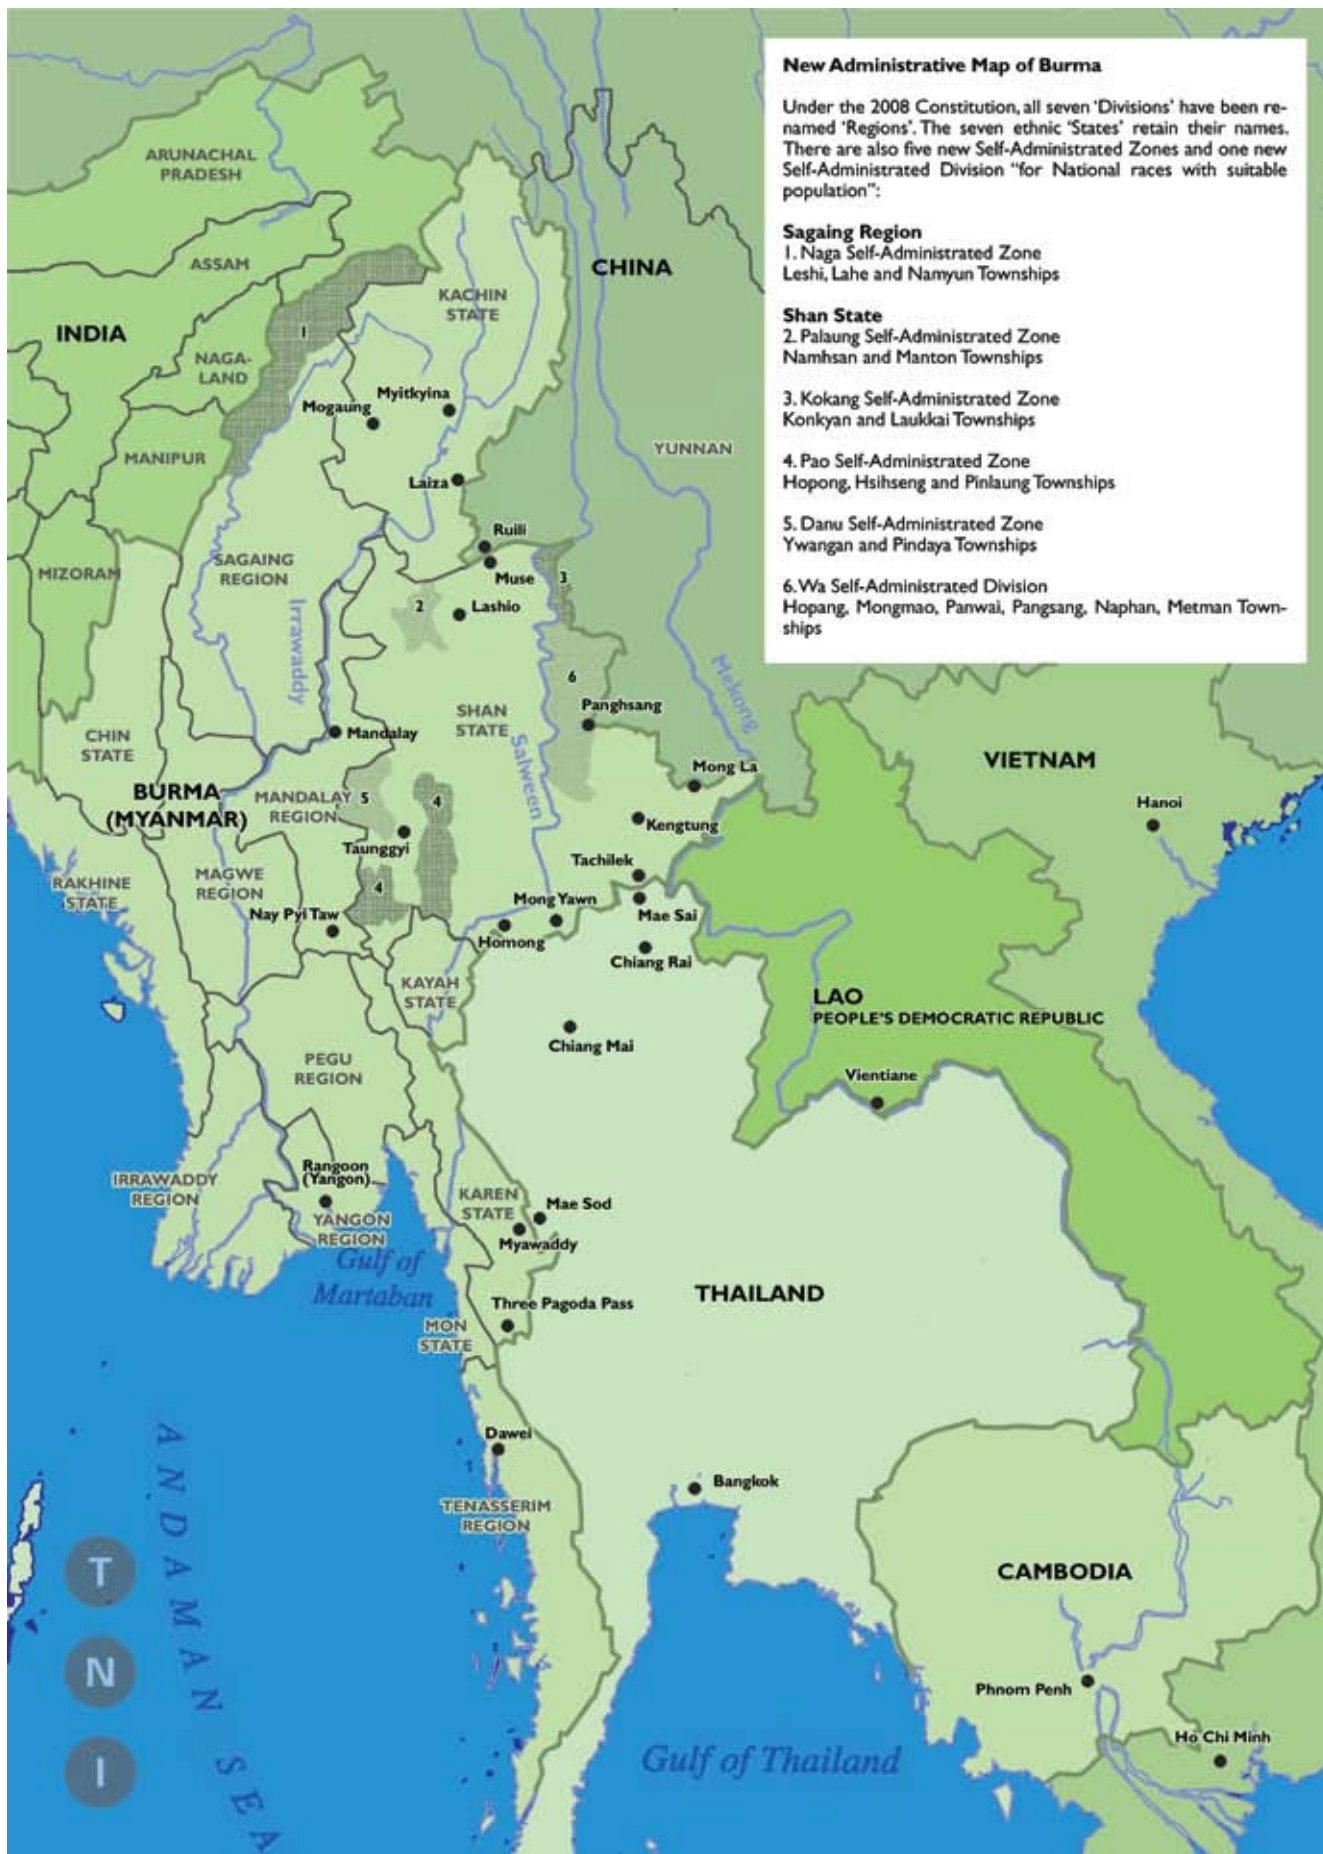 New Administrative Map of Burma
Under the 2008 Constitution, all seven 'Divisions' have been re-
named 'Regions'. The seven ethnic 'States' retain their names.
There are also five new Self-Administrated Zones and one new
Self-Administrated Division "for National races with suitable
population":
Sagaing Region
1. Naga Self-Administrated Zone
Leshi, Lahe and Namyun Townships
Shan State
2. Palaung Self-Administrated Zone
Namhsan and Manton Townships
3. Kokang Self-Administrated Zone
Konkyan and Laukkai Townships
4. Pao Self-Administrated Zone
Hopong, Hsihseng and Pinlaung Townships
5. Danu Self-Administrated Zone
Ywangan and Pindaya Townships
6. Wa Self-Administrated Division
Hopang, Mongmao, Panwai, Pangsang, Naphan, Metman Town-
ships
ARUNACHAL
PRADESH
ASSAM
CHINA
KACHIN
STATE
INDIA
1
NAGA-
LAND
Myitkyina
Mogaung
YUNNAN
MANIPUR
Laiza
Ruili
SAGAING
REGION
MIZORAM
Muse
3
2
Lashio
Irrawaddy
6
Mekong
Panghsang
SHAN
STATE
CHIN
STATE
Mandalay
Salween
VIETNAM
Mong La
BURMA
(MYANMAR)
MANDALAY
REGION
5
4
Hanoi
Kengtung
Taunggyi
Tachilek
RAKHINE
STATE
MAGWE
REGION
4
Mong Yawn
Nay Pyi Taw
Mae Sai
Homong
Chiang Rai
KAYAH
STATE
LAO
PEOPLE'S DEMOCRATIC REPUBLIC
Chiang Mai
PEGU
REGION
Vientiane
Rangoon
(Yangon)
IRRAWADDY
REGION
KAREN
STATE
Mae Sod
YANGON
REGION
Myawaddy
Gulf of
Martaban
THAILAND
Three Pagoda Pass
MON
STATE
Dawei
Bangkok
TENASSERIM
REGION
CAMBODIA
ANDAMAN SEA
T
N
I
Phnom Penh
Ho Chi Minh
Gulf of Thailand